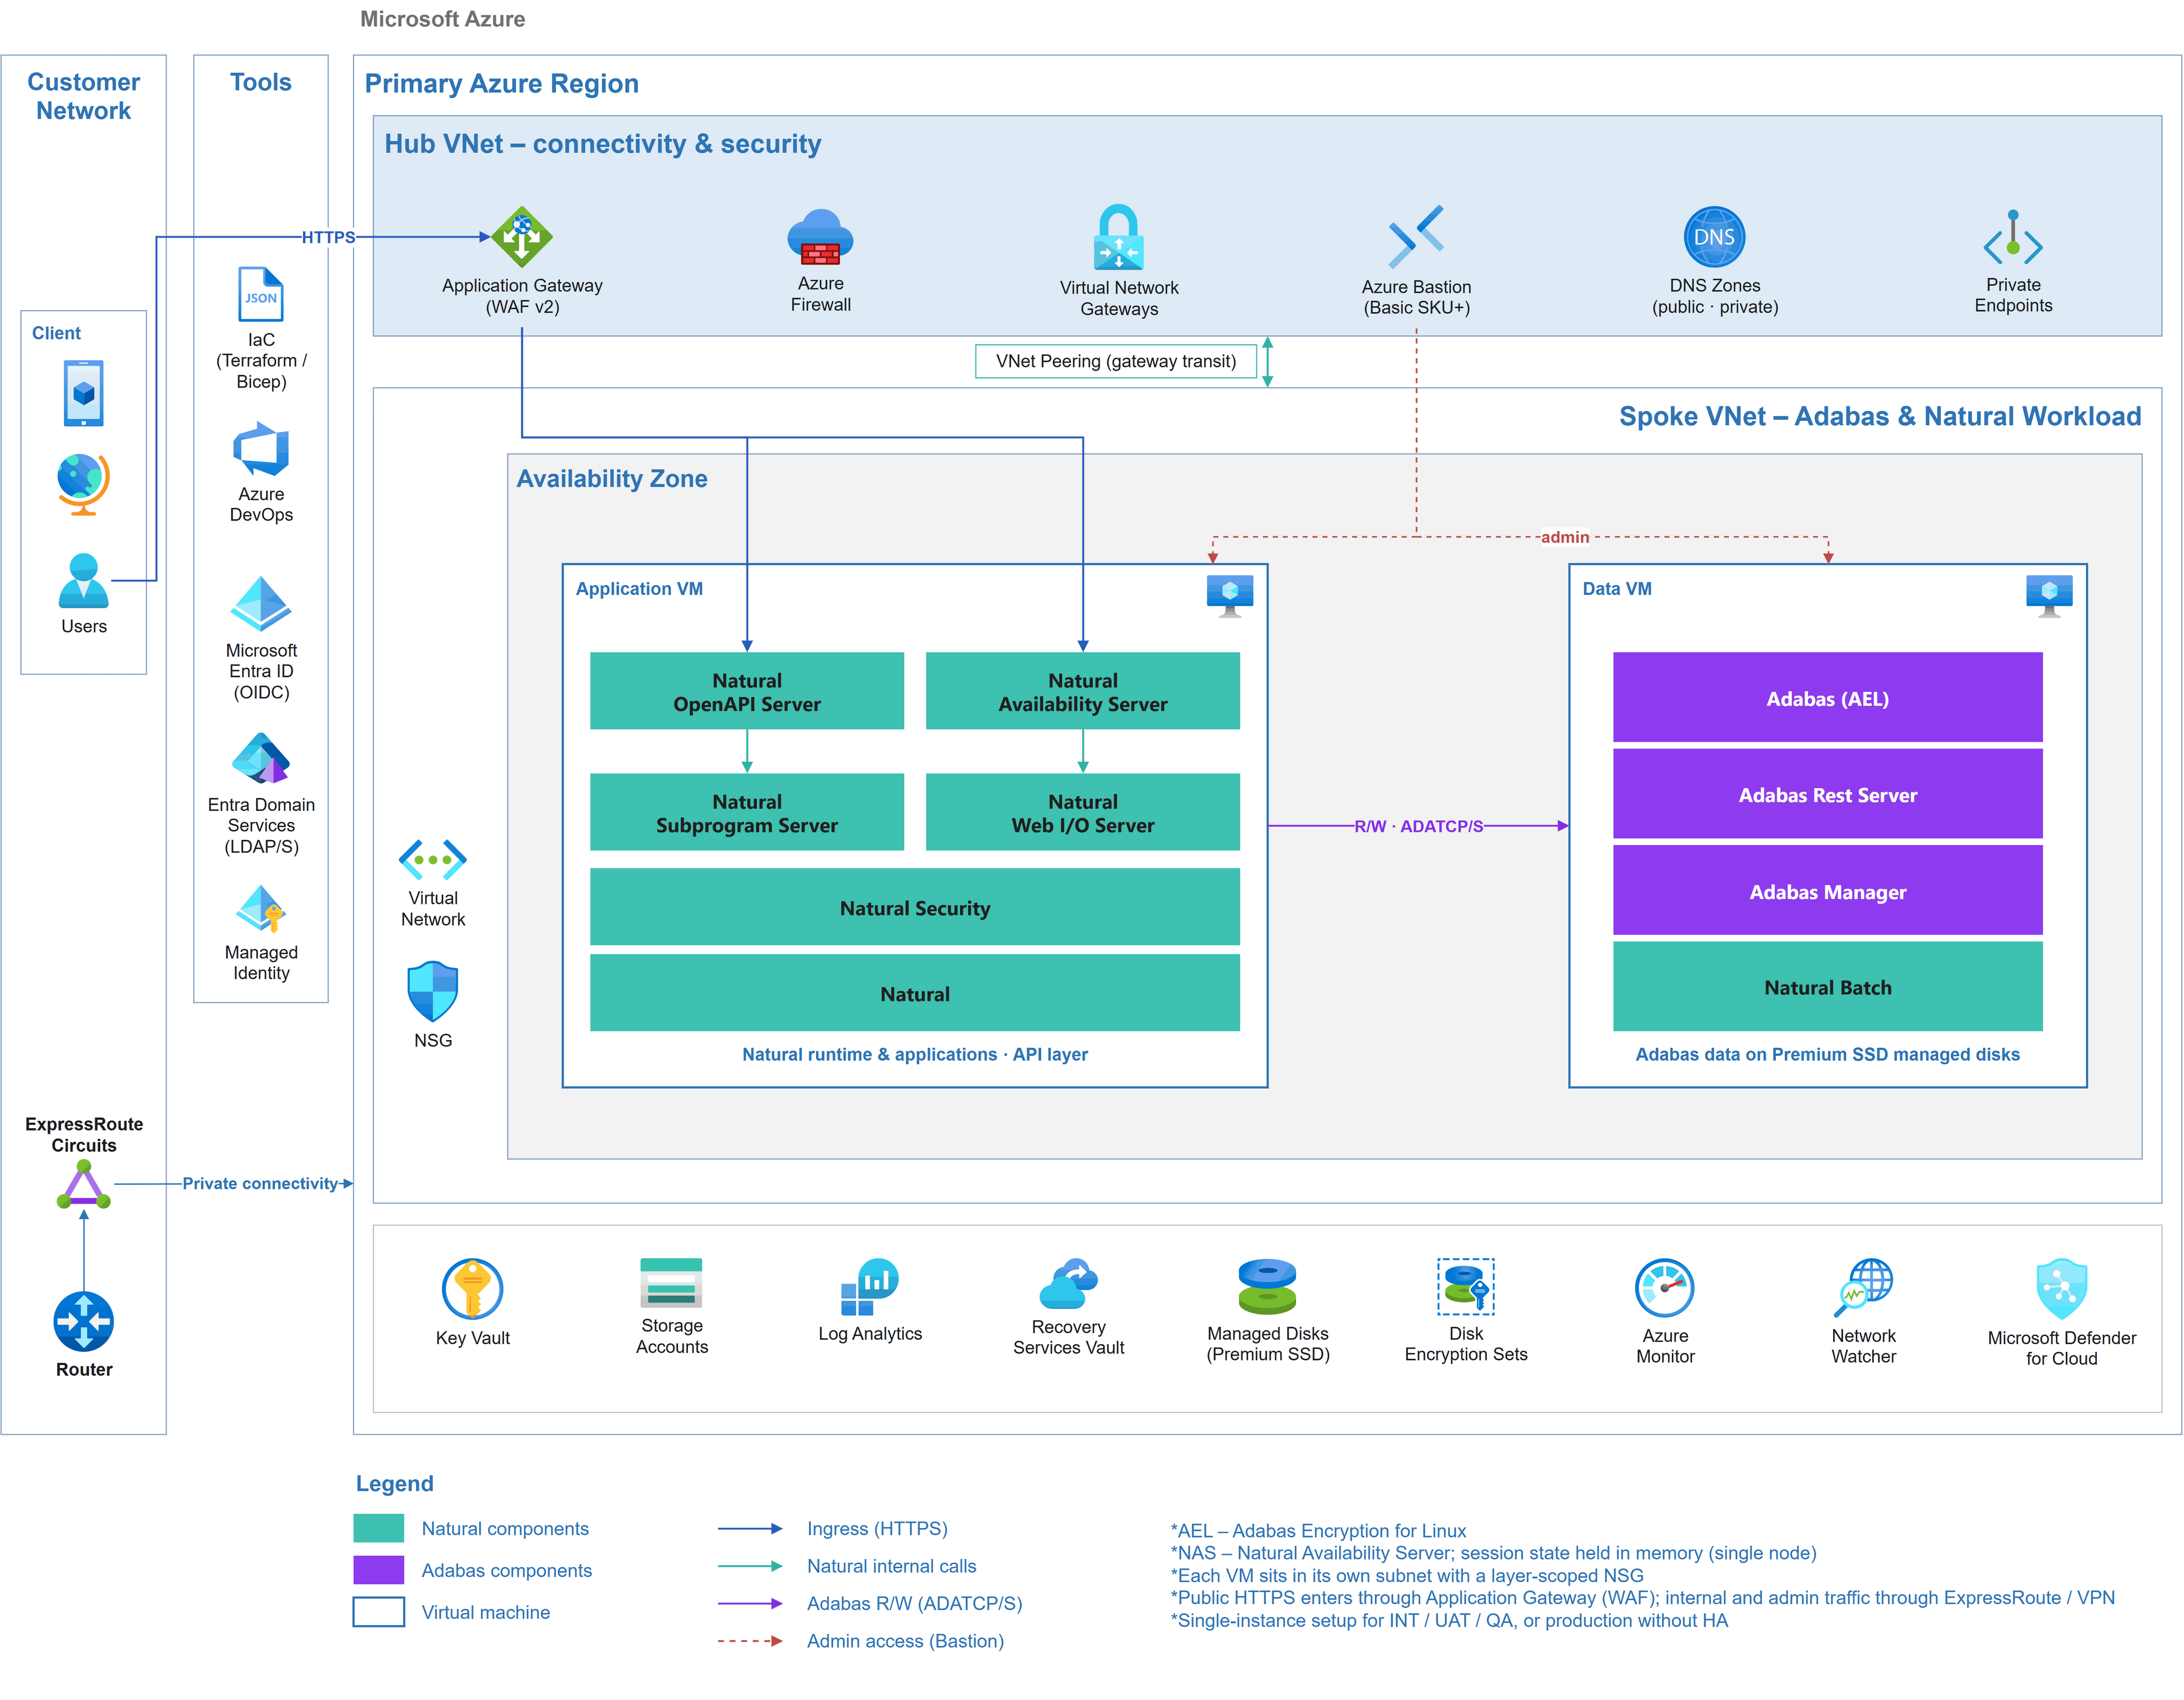 Microsoft Azure
Customer
Network
Tools
Primary Azure Region
Hub VNet – connectivity & security
HTTPS
Application Gateway
(WAF v2)
Azure
Firewall
Virtual Network
Gateways
Azure Bastion
(Basic SKU+)
DNS
DNS Zones
(public · private)
Private
Endpoints
Client
Users
JSON
IaC
(Terraform /
Bicep)
Azure
DevOps
Microsoft
Entra ID
(OIDC)
Entra Domain
Services
(LDAP/S)
Managed
Identity
VNet Peering (gateway transit)
Spoke VNet – Adabas & Natural Workload
Availability Zone
admin
Application VM
Natural
OpenAPI Server
Natural
Availability Server
Natural
Subprogram Server
Natural
Web I/O Server
Natural Security
Natural
Natural runtime & applications · API layer
R/W · ADATCP/S
Data VM
Adabas (AEL)
Adabas Rest Server
Adabas Manager
Natural Batch
Adabas data on Premium SSD managed disks
Virtual
Network
NSG
ExpressRoute
Circuits
Private connectivity
Router
Key Vault
Storage
Accounts
Log Analytics
Recovery
Services Vault
Managed Disks
(Premium SSD)
Disk
Encryption Sets
Azure
Monitor
Network
Watcher
Microsoft Defender
for Cloud
Legend
Natural components
Adabas components
Virtual machine
Ingress (HTTPS)
Natural internal calls
Adabas R/W (ADATCP/S)
Admin access (Bastion)
*AEL – Adabas Encryption for Linux
*NAS – Natural Availability Server; session state held in memory (single node)
*Each VM sits in its own subnet with a layer-scoped NSG
*Public HTTPS enters through Application Gateway (WAF); internal and admin traffic through ExpressRoute / VPN
*Single-instance setup for INT / UAT / QA, or production without HA